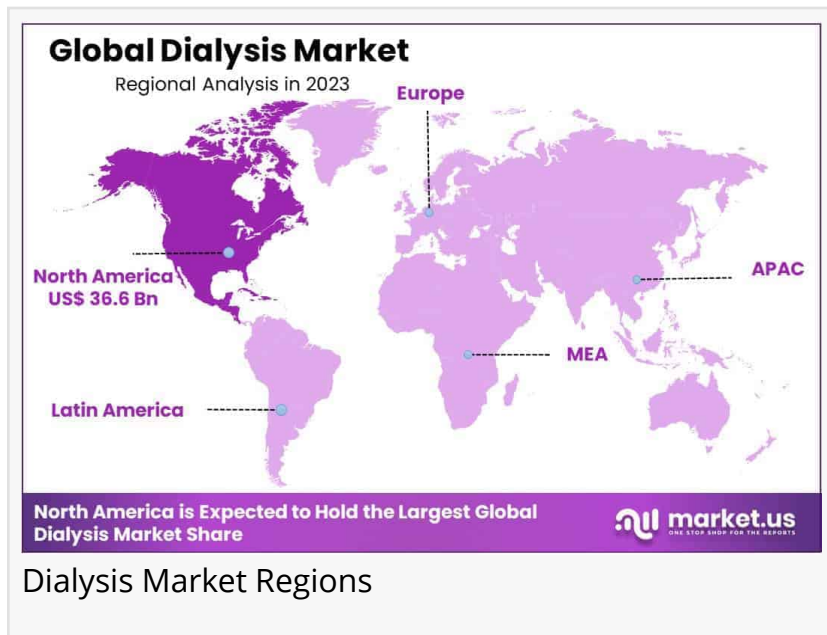 Global Dialysis Market
Regional Analysis in 2023
Europe
North America
US$ 36.6 Bn
APAC
MEA
Latin America
North America is Expected to Hold the Largest Global
Dialysis Market Share
market.us
ONE STOP SHOP FOR THE REPORTS
Dialysis Market Regions